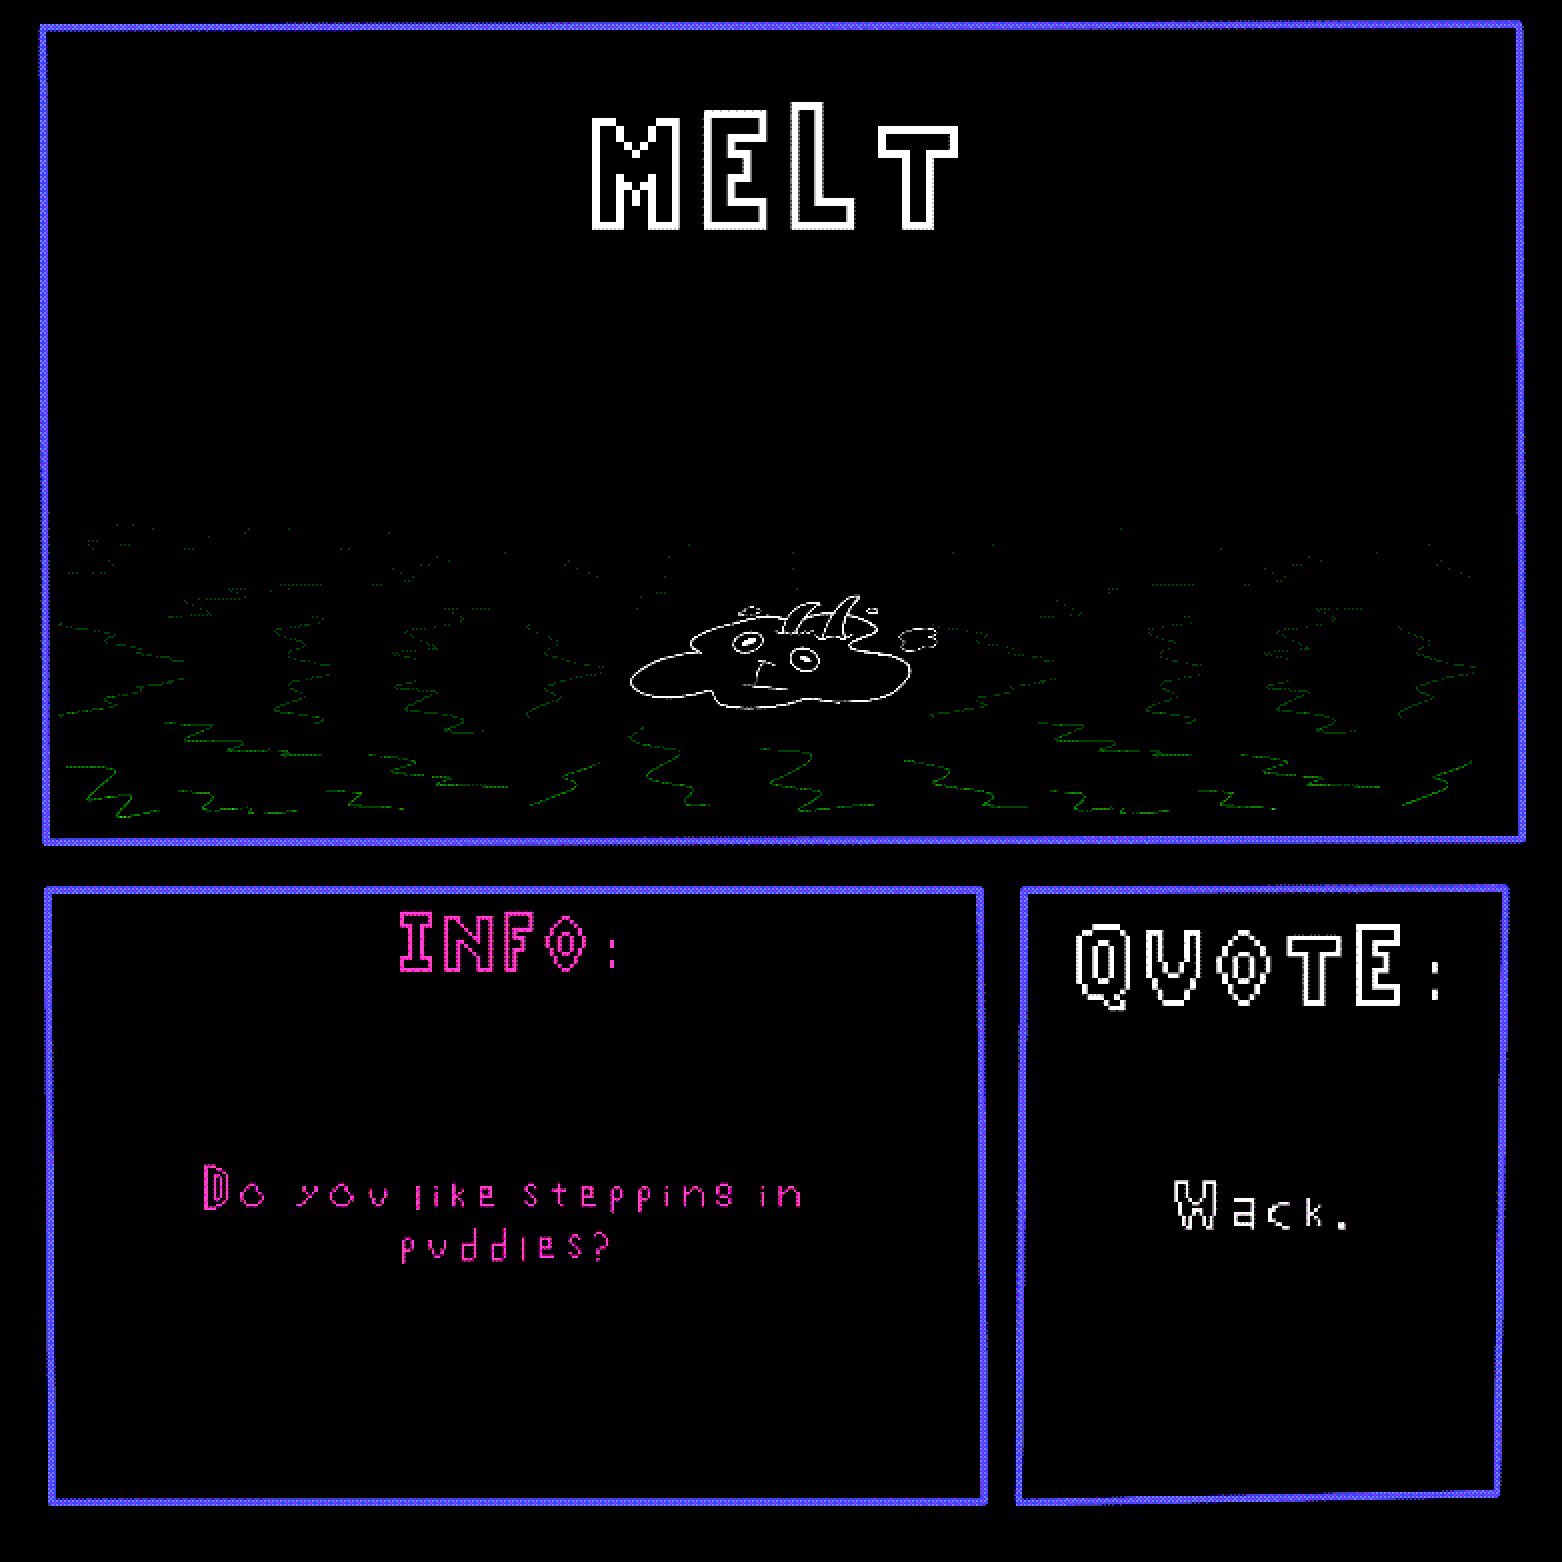 MELT
INFO:
Do you like stepping in
puddles?
QUOTE:
Wack.